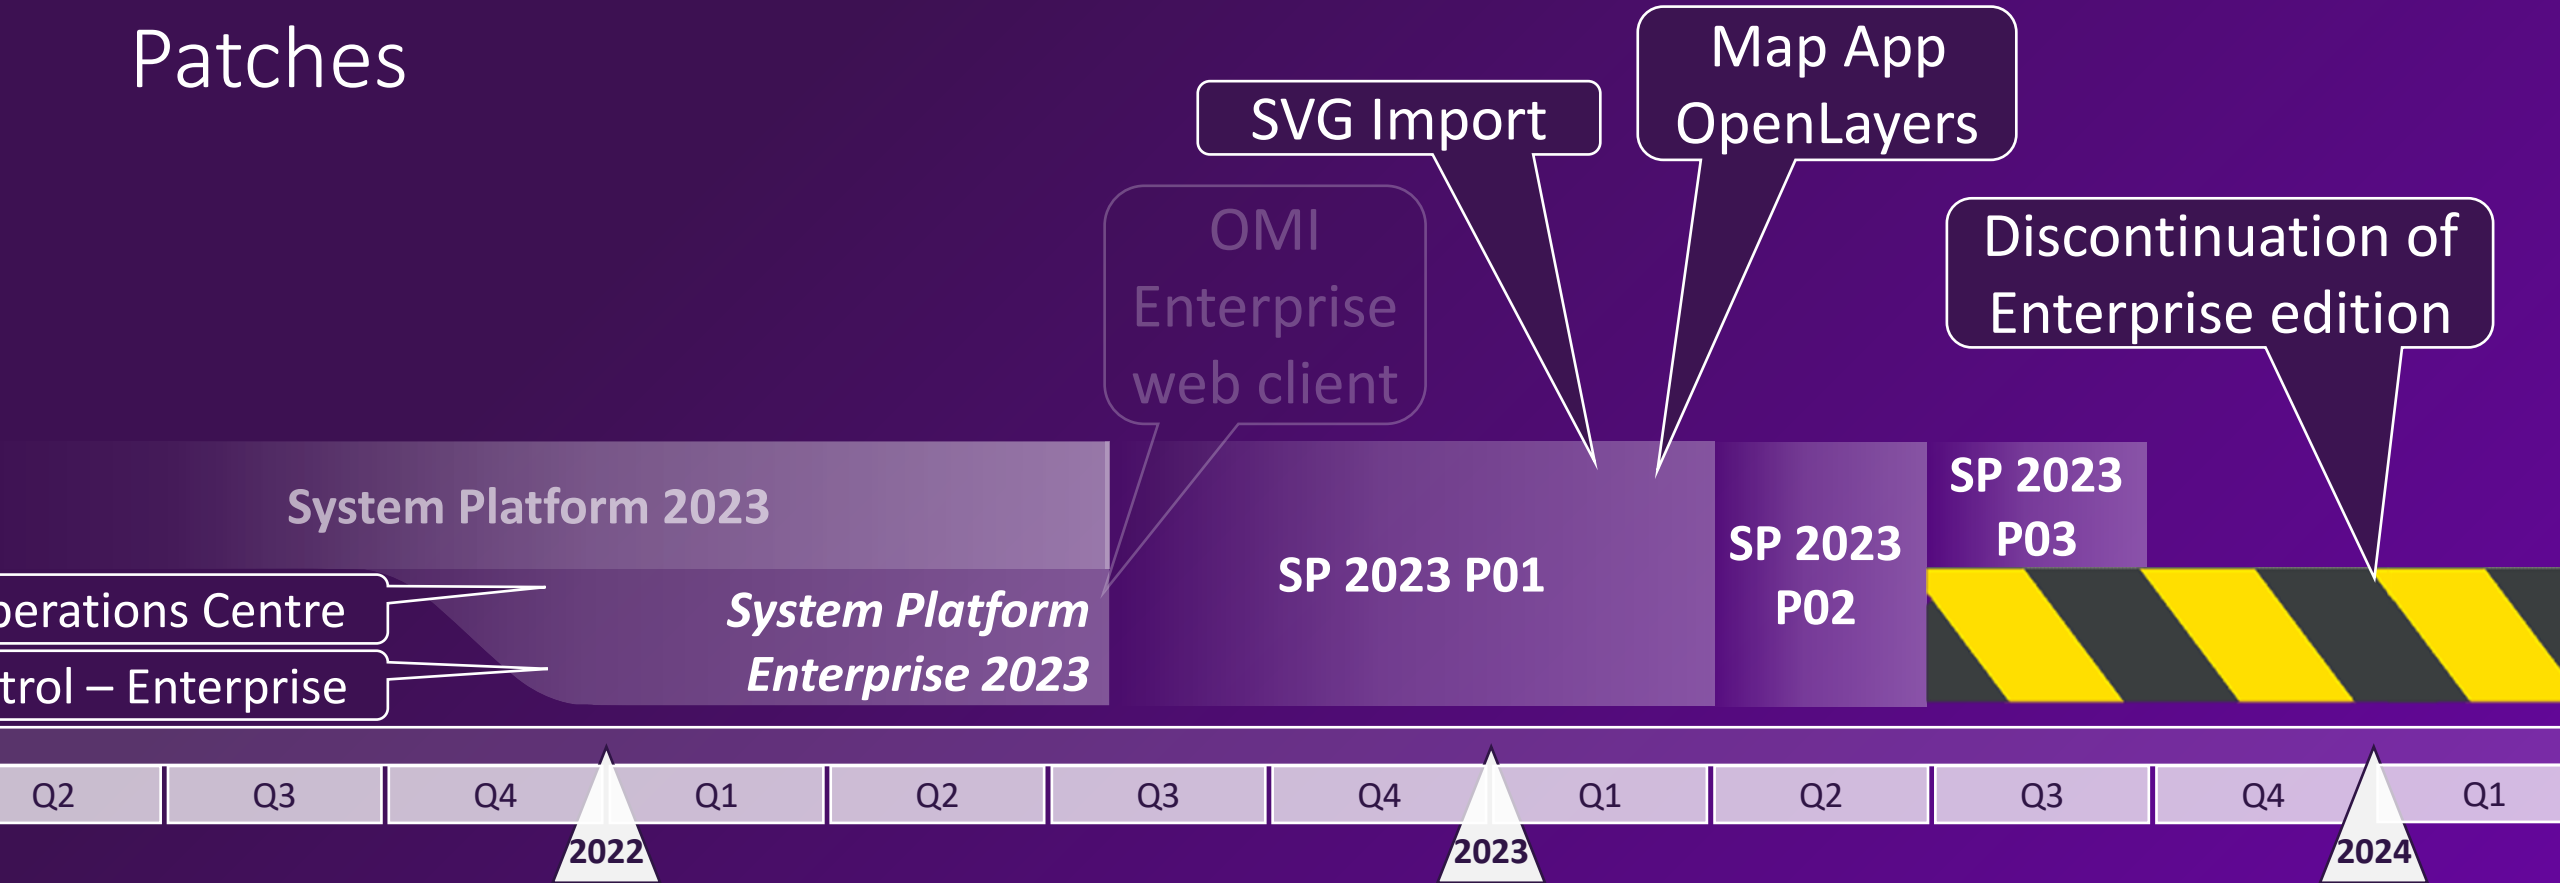 Patches
Map App
OpenLayers
SVG Import
OMI
Enterprise
web client
Discontinuation of
Enterprise edition
System Platform 2023
System Platform
Enterprise 2023
SP 2023 P01
SP 2023
P02
SP 2023
P03
perations Centre
trol – Enterprise
Q2 Q3 Q4 Q1 Q2 Q3 Q4 Q1 Q2 Q3 Q4 Q1
2022 2023 2024